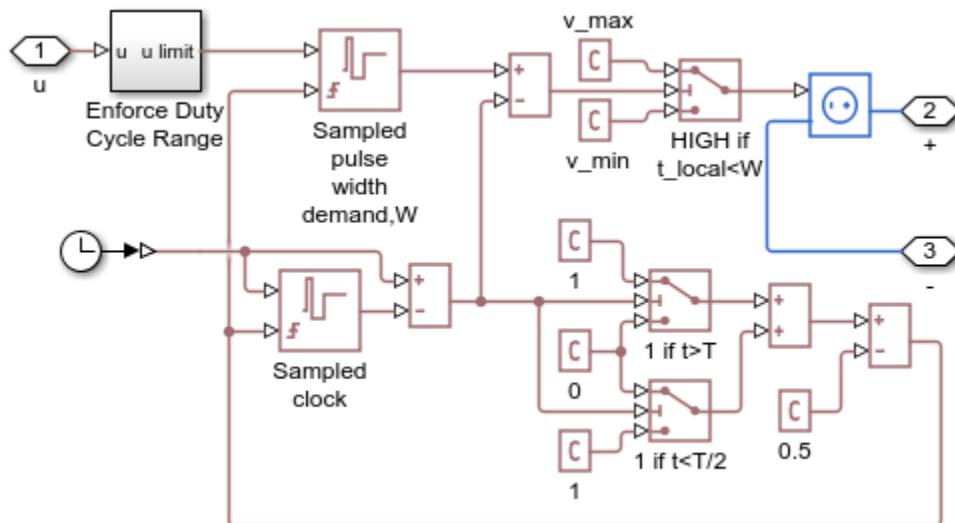 v_max
C
1
u
u u limit
Enforce Duty
Cycle Range
Sampled
pulse
width
demand,W
+
−
C
v_min
HIGH if
t_local<W
2
+
3
-
C
1
+
−
Sampled
clock
1 if t>T
C
0
+
+
+
−
C
0.5
C
1
1 if t<T/2